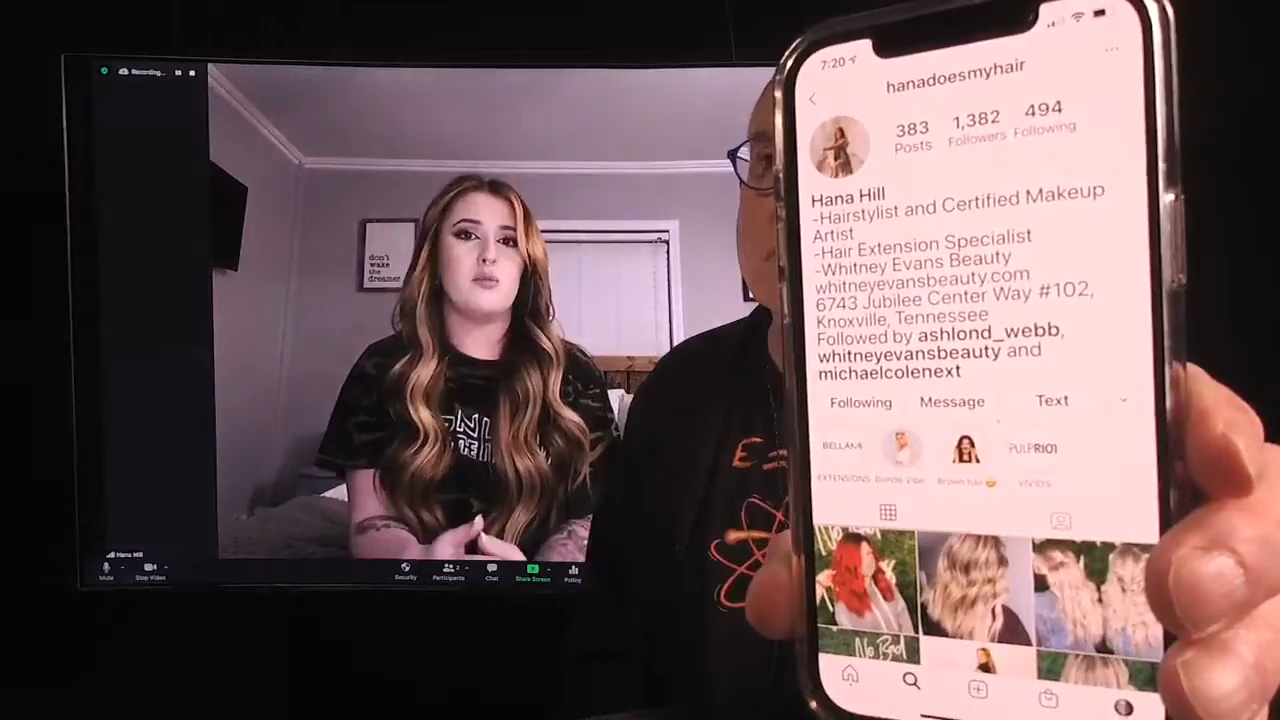 Recording...
don't
wake
the
dreamer
Hana Hill
Mute
Stop Video
Security
Participants
2
Chat
Share Screen
Polling
7:20
hanadoesmyhair
383
Posts
1,382
Followers
494
Following
Hana Hill
-Hairstylist and Certified Makeup
Artist
-Hair Extension Specialist
-Whitney Evans Beauty
whitneyevansbeauty.com
6743 Jubilee Center Way #102,
Knoxville, Tennessee
Followed by ashlond_webb,
whitneyevansbeauty and
michaelcolenext
Following
Message
Text
BELLAMI
PULPRIOT
EXTENSIONS
Blonde Vibe
Brown hair
VIVIDS
No Bad